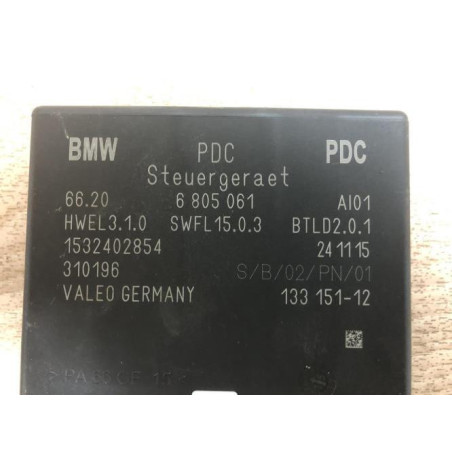 BMW PDC PDC
Steuergeraet
66.20 6 805 061 AI01
HWEL3.1.0 SWFL15.0.3 BTLD2.0.1
1532402854 24 11 15
310196 S/B/02/PN/01
VALEO GERMANY 133 151-12